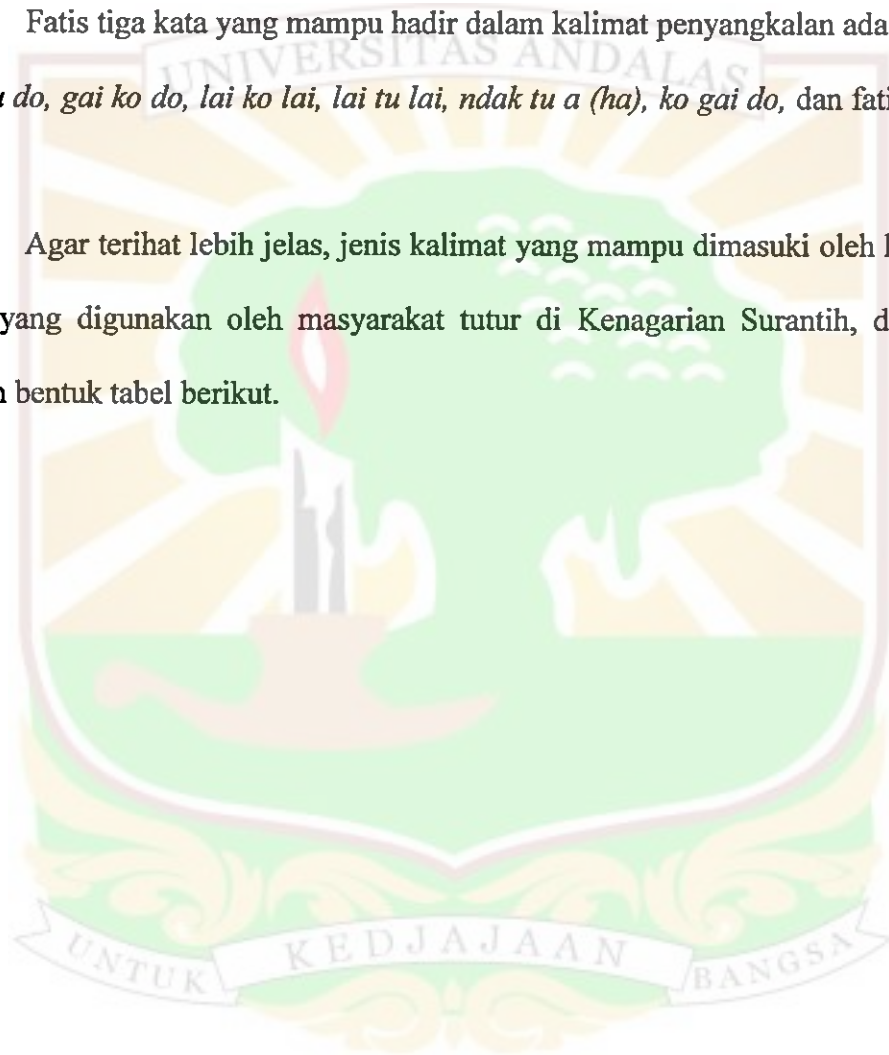 Fatis tiga kata yang mampu hadir dalam kalimat penyangkalan ada
UNIVERSITAS ANDALAS
do, gai ko do, lai ko lai, lai tu lai, ndak tu a (ha), ko gai do, dan fati
Agar terihat lebih jelas, jenis kalimat yang mampu dimasuki oleh
yang digunakan oleh masyarakat tutur di Kenagarian Surantih, d
bentuk tabel berikut.
UNTUK KEDJAJAAN BANGSA